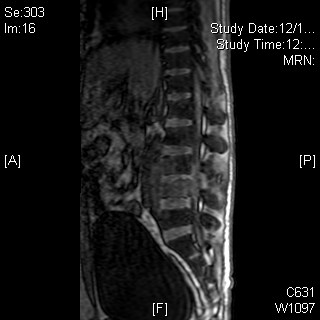 Se:303
Im:16
[H]
Study Date:12/1...
Study Time:12:...
MRN:
[A]
[P]
[F]
C631
W1097